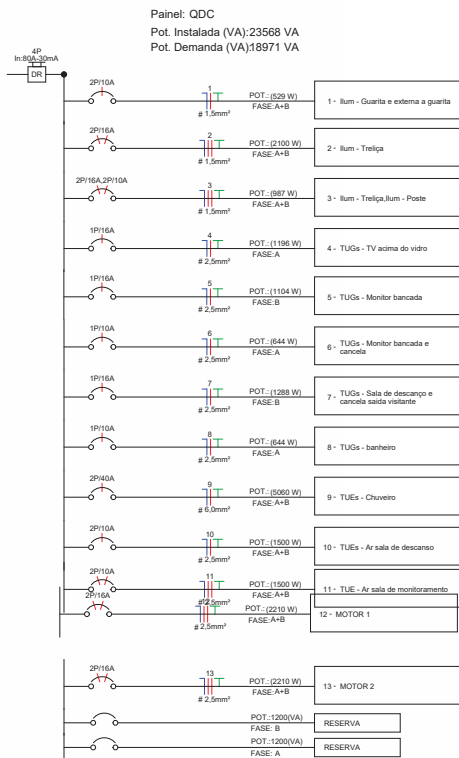 Painel: QDC
Pot. Instalada (VA):23568 VA
Pot. Demanda (VA):18971 VA
4P
In:80A-30mA
DR
2P/10A
1
# 1,5mm²
POT.:(529 W)
FASE:A+B
1 - Ilum - Guarita e externa a guarita
2P/16A
2
# 1,5mm²
POT.:(2100 W)
FASE:A+B
2 - Ilum - Treliça
2P/16A,2P/10A
3
# 1,5mm²
POT.:(987 W)
FASE:A+B
3 - Ilum - Treliça,Ilum - Poste
1P/16A
4
# 2,5mm²
POT.:(1196 W)
FASE:A
4 - TUGs - TV acima do vidro
1P/16A
5
# 2,5mm²
POT.:(1104 W)
FASE:B
5 - TUGs - Monitor bancada
1P/10A
6
# 2,5mm²
POT.:(644 W)
FASE:A
6 - TUGs - Monitor bancada e
cancela
1P/16A
7
# 2,5mm²
POT.:(1288 W)
FASE:B
7 - TUGs - Sala de descanço e
cancela saida visitante
1P/10A
8
# 2,5mm²
POT.:(644 W)
FASE:A
8 - TUGs - banheiro
2P/40A
9
# 6,0mm²
POT.:(5060 W)
FASE:A+B
9 - TUEs - Chuveiro
2P/10A
10
# 2,5mm²
POT.:(1500 W)
FASE:A+B
10 - TUEs - Ar sala de descanso
2P/10A
11
# 2,5mm²
POT.:(1500 W)
FASE:A+B
11 - TUE - Ar sala de monitoramento
2P/16A
12
# 2,5mm²
POT.:(2210 W)
FASE:A+B
12 - MOTOR 1
2P/16A
13
# 2,5mm²
POT.:(2210 W)
FASE:A+B
13 - MOTOR 2
POT.:1200(VA)
FASE: B
RESERVA
POT.:1200(VA)
FASE: A
RESERVA